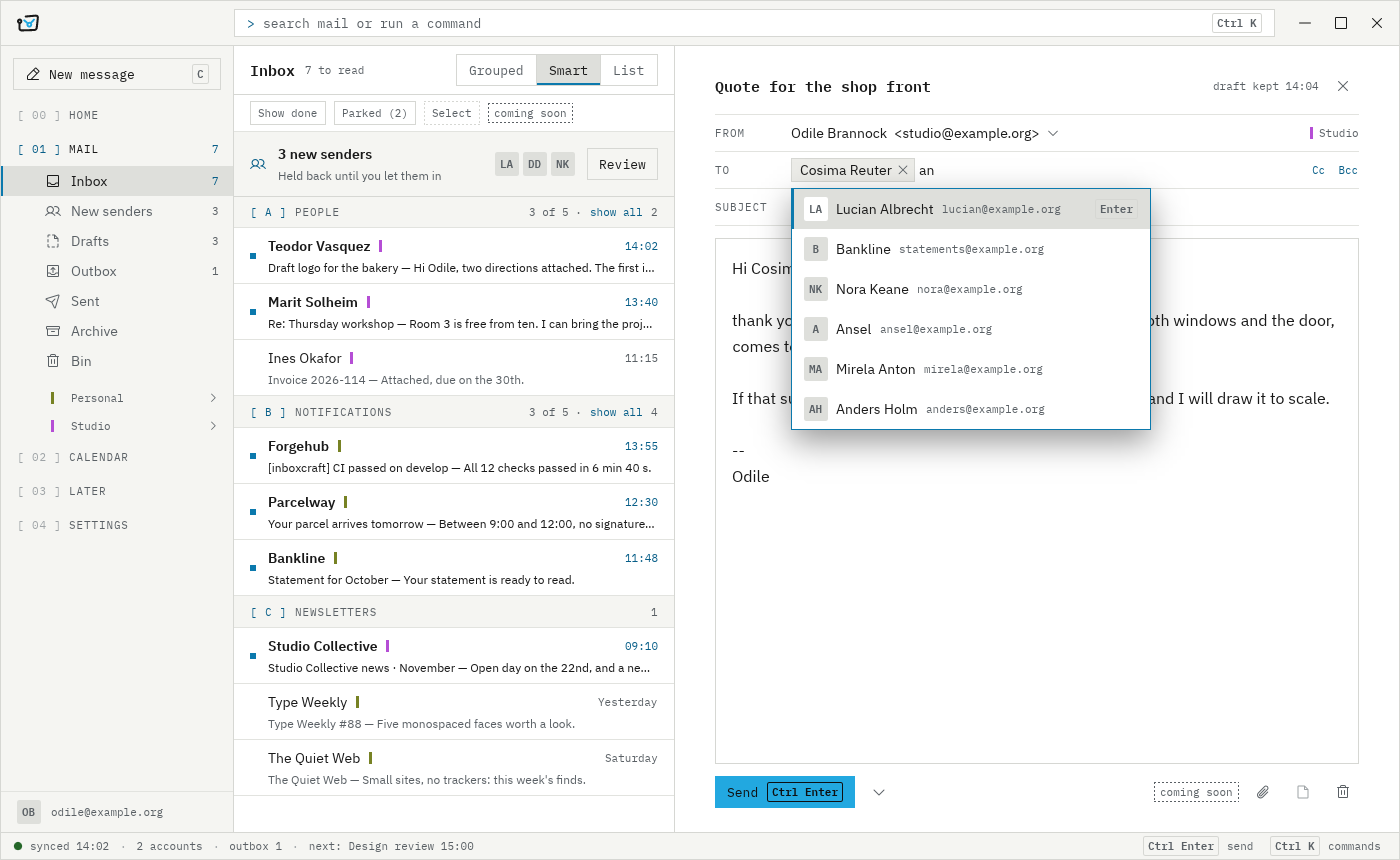 > search mail or run a command Ctrl K
New message C
[ 00 ] HOME
[ 01 ] MAIL 7
Inbox 7
New senders 3
Drafts 3
Outbox 1
Sent
Archive
Bin
Personal
Studio
[ 02 ] CALENDAR
[ 03 ] LATER
[ 04 ] SETTINGS
OB odile@example.org
Inbox 7 to read Grouped Smart List
Show done Parked (2) Select coming soon
3 new senders
Held back until you let them in
LA DD NK Review
[ A ] PEOPLE 3 of 5 · show all 2
Teodor Vasquez 14:02
Draft logo for the bakery — Hi Odile, two directions attached. The first i…
Marit Solheim 13:40
Re: Thursday workshop — Room 3 is free from ten. I can bring the proj…
Ines Okafor 11:15
Invoice 2026-114 — Attached, due on the 30th.
[ B ] NOTIFICATIONS 3 of 5 · show all 4
Forgehub 13:55
[inboxcraft] CI passed on develop — All 12 checks passed in 6 min 40 s.
Parcelway 12:30
Your parcel arrives tomorrow — Between 9:00 and 12:00, no signature…
Bankline 11:48
Statement for October — Your statement is ready to read.
[ C ] NEWSLETTERS 1
Studio Collective 09:10
Studio Collective news · November — Open day on the 22nd, and a ne…
Type Weekly Yesterday
Type Weekly #88 — Five monospaced faces worth a look.
The Quiet Web Saturday
The Quiet Web — Small sites, no trackers: this week's finds.
Quote for the shop front draft kept 14:04
FROM Odile Brannock <studio@example.org> Studio
TO Cosima Reuter an Cc Bcc
SUBJECT
LA Lucian Albrecht lucian@example.org Enter
B Bankline statements@example.org
NK Nora Keane nora@example.org
A Ansel ansel@example.org
MA Mirela Anton mirela@example.org
AH Anders Holm anders@example.org
Hi Cosim
thank yo oth windows and the door,
comes t
If that su and I will draw it to scale.
--
Odile
Send Ctrl Enter coming soon
synced 14:02 · 2 accounts · outbox 1 · next: Design review 15:00 Ctrl Enter send Ctrl K commands